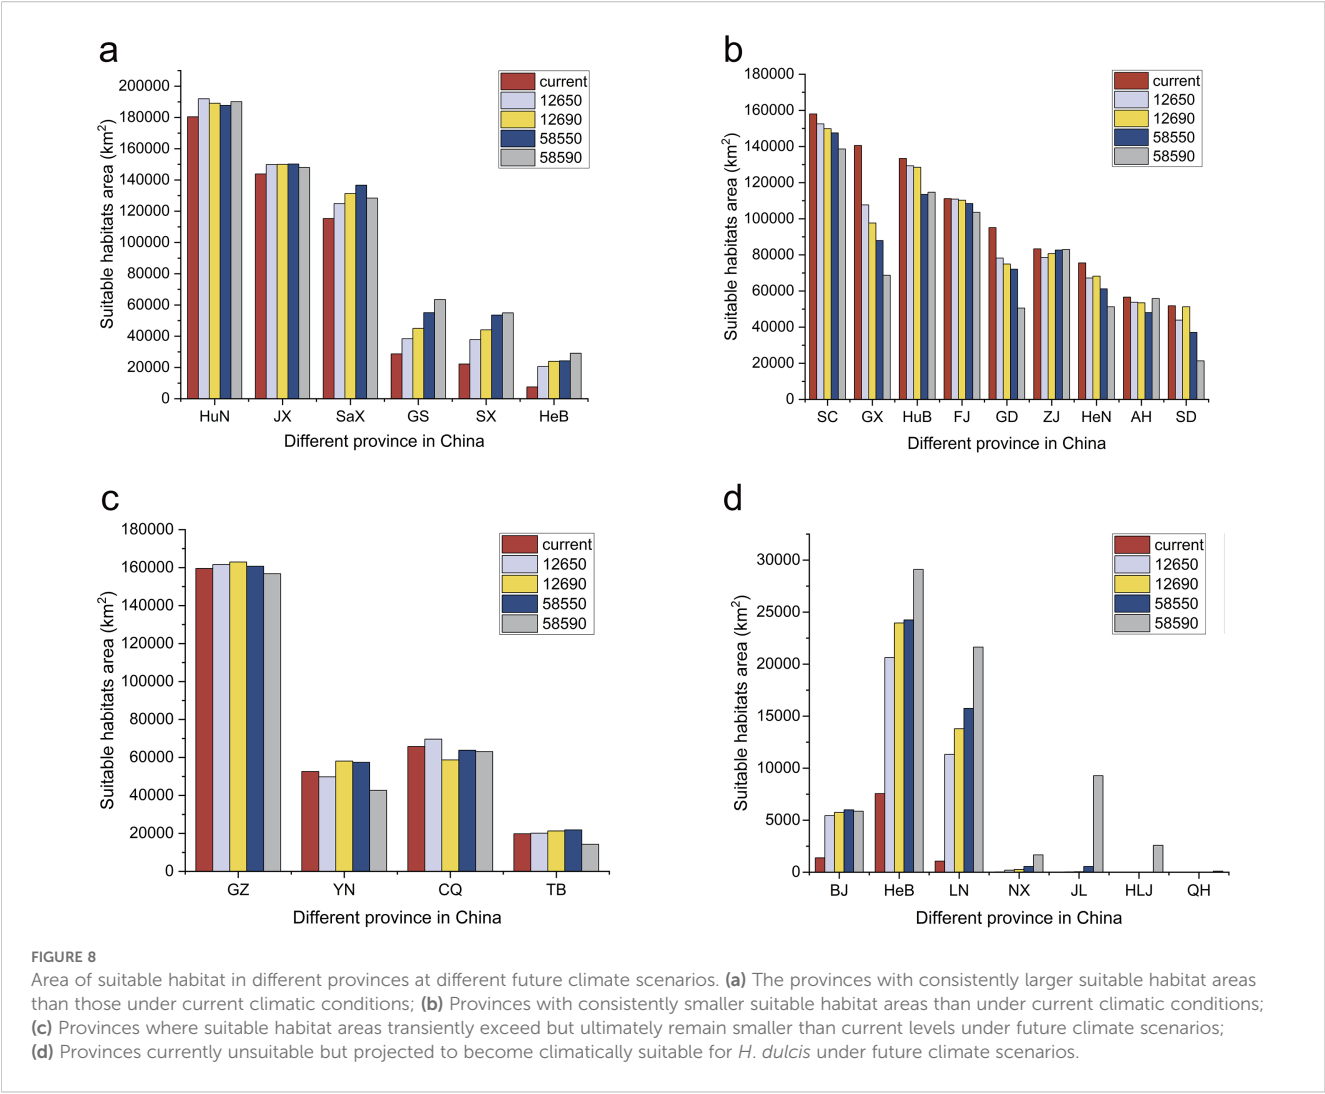 a
200000
180000
160000
140000
120000
100000
80000
60000
40000
20000
0
Suitable habitats area (km²)
current
12650
12690
58550
58590
HuN JX SaX GS SX HeB
Different province in China
b
180000
160000
140000
120000
100000
80000
60000
40000
20000
0
Suitable habitats area (km²)
current
12650
12690
58550
58590
SC GX HuB FJ GD ZJ HeN AH SD
Different province in China
c
180000
160000
140000
120000
100000
80000
60000
40000
20000
0
Suitable habitats area (km²)
current
12650
12690
58550
58590
GZ YN CQ TB
Different province in China
d
30000
25000
20000
15000
10000
5000
0
Suitable habitats area (km²)
current
12650
12690
58550
58590
BJ HeB LN NX JL HLJ QH
Different province in China
FIGURE 8
Area of suitable habitat in different provinces at different future climate scenarios. (a) The provinces with consistently larger suitable habitat areas
than those under current climatic conditions; (b) Provinces with consistently smaller suitable habitat areas than under current climatic conditions;
(c) Provinces where suitable habitat areas transiently exceed but ultimately remain smaller than current levels under future climate scenarios;
(d) Provinces currently unsuitable but projected to become climatically suitable for H. dulcis under future climate scenarios.